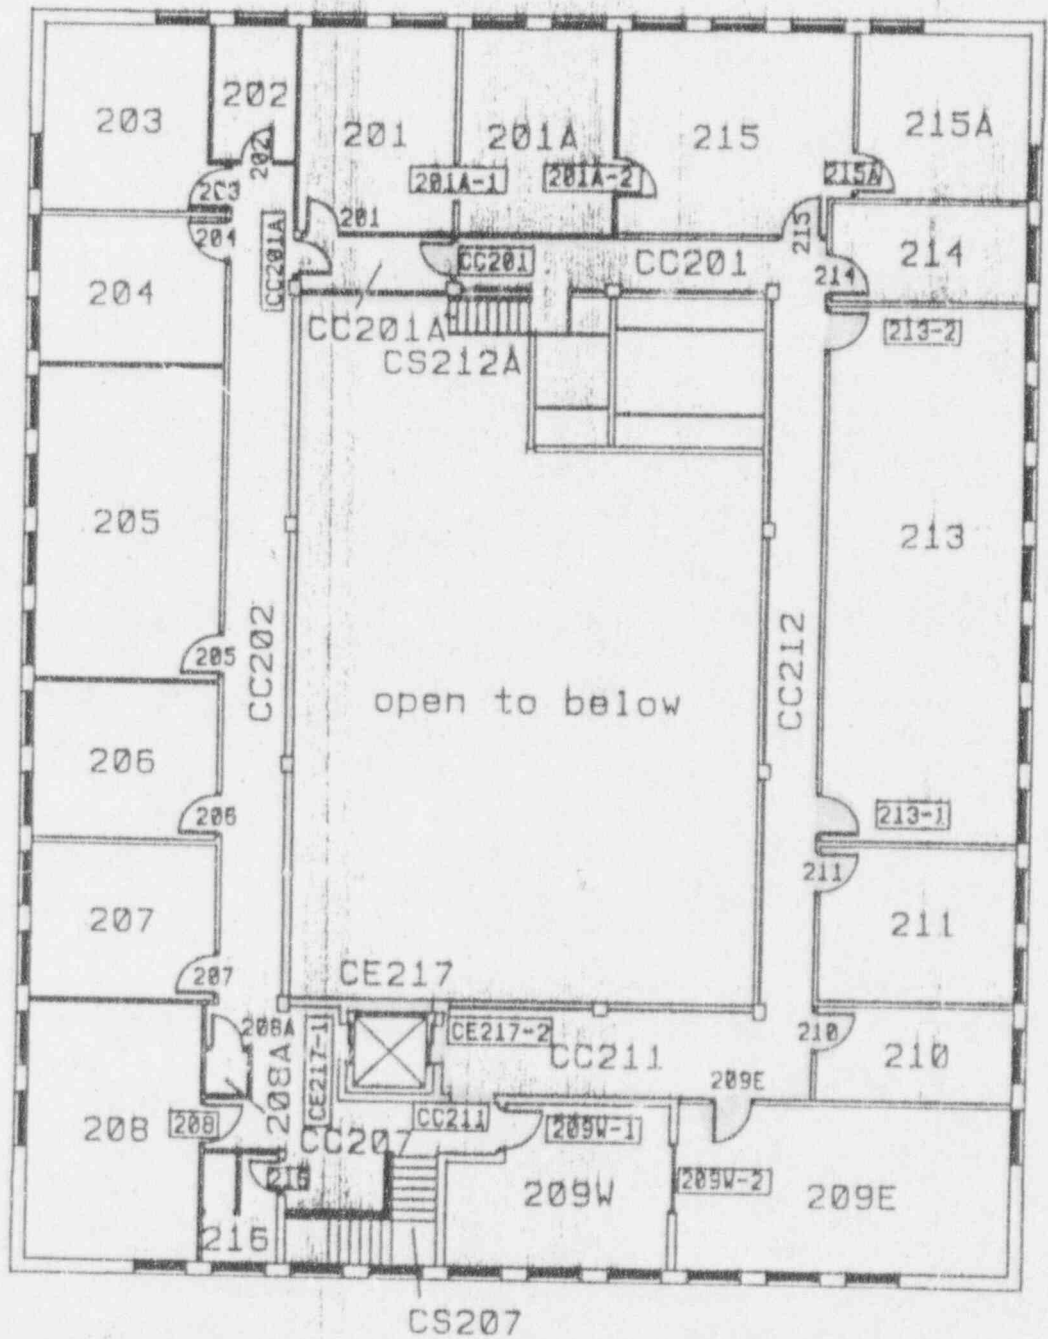 202
203
201
201A
215
215A
202
201A-1
201A-2
215A
2C3
201
215
204
CC201A
CC201
CC201
214
214
204
CC201A
213-2
CS212A
205
213
CC202
CC212
205
open to below
206
206
213-1
211
207
211
207
CE217
208A
CE217-1
CE217-2
210
CC211
210
208A
209E
208
208
CC207
CC211
209W-1
216
209W-2
209W
209E
216
CS207